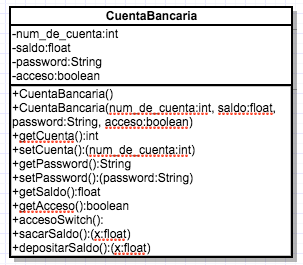 CuentaBancaria
-num_de_cuenta:int
-saldo:float
-password:String
-acceso:boolean
+CuentaBancaria()
+CuentaBancaria(num_de_cuenta:int, saldo:float,
password:String, acceso:boolean)
+getCuenta():int
+setCuenta():(num_de_cuenta:int)
+getPassword():String
+setPassword():(password:String)
+getSaldo():float
+getAcceso():boolean
+accesoSwitch():
+sacarSaldo():(x:float)
+depositarSaldo():(x:float)